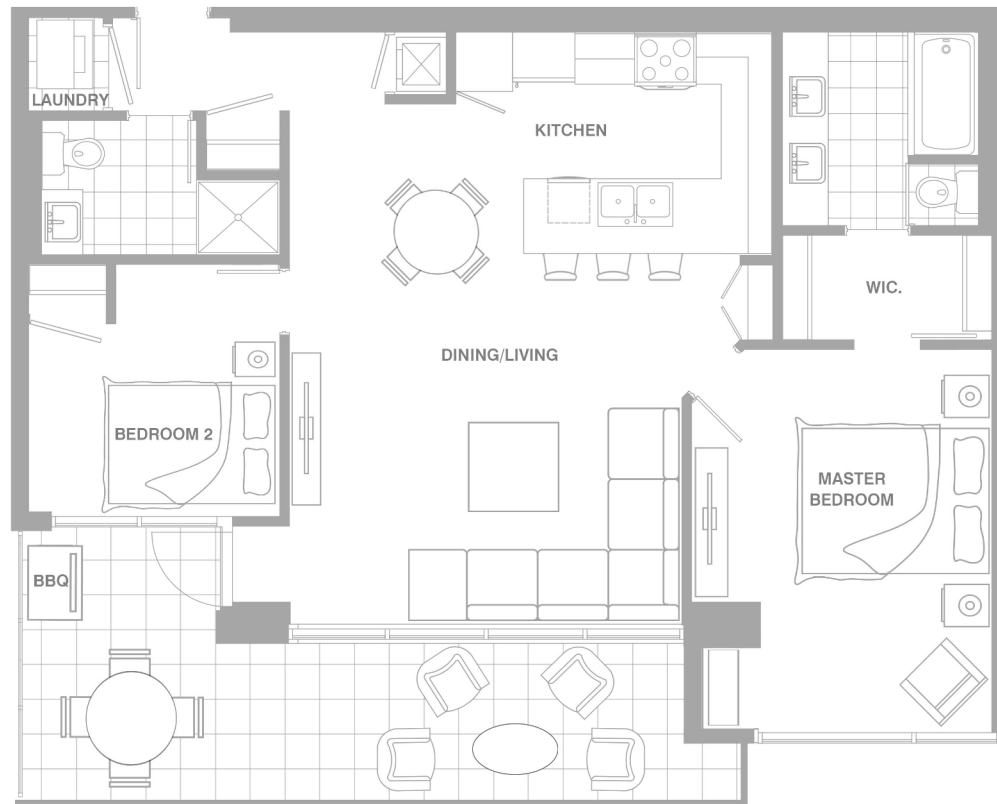 LAUNDRY
KITCHEN
WIC.
DINING/LIVING
BEDROOM 2
MASTER
BEDROOM
BBQ